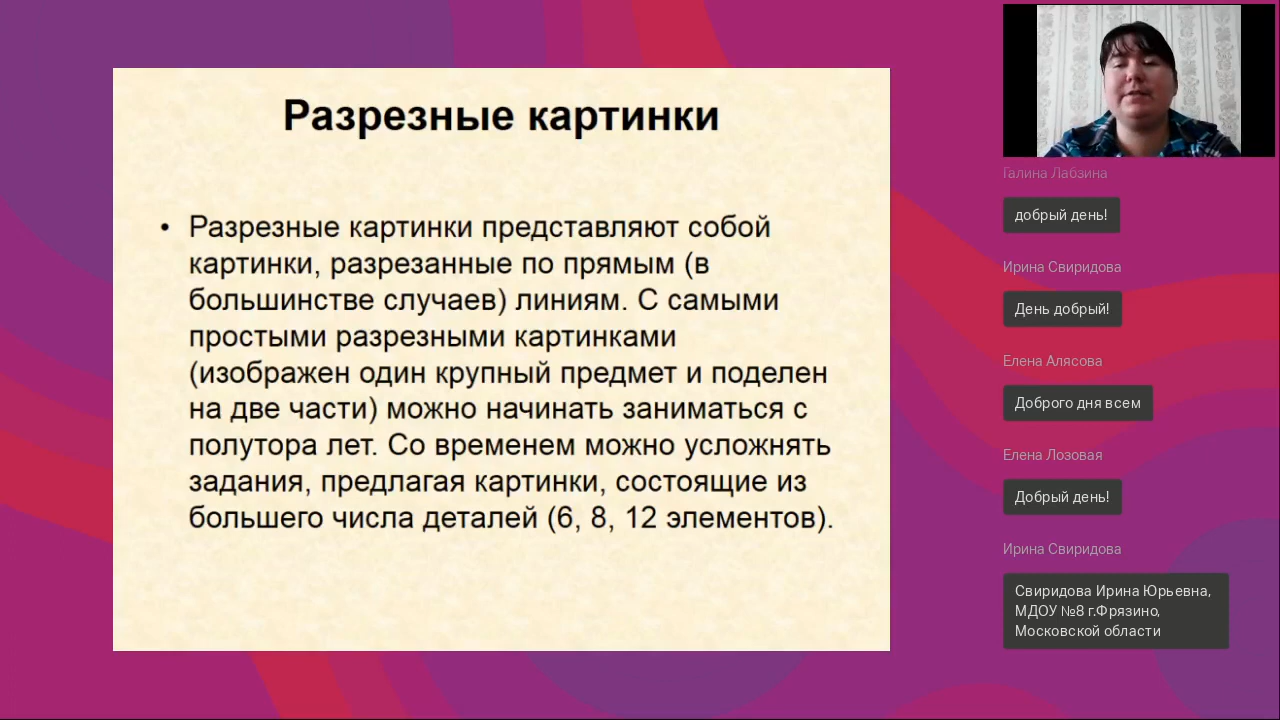 Разрезные картинки
• Разрезные картинки представляют собой
картинки, разрезанные по прямым (в
большинстве случаев) линиям. С самыми
простыми разрезными картинками
(изображен один крупный предмет и поделен
на две части) можно начинать заниматься с
полутора лет. Со временем можно усложнять
задания, предлагая картинки, состоящие из
большего числа деталей (6, 8, 12 элементов).
Галина Лабзина
добрый день!
Ирина Свиридова
День добрый!
Елена Алясова
Доброго дня всем
Елена Лозовая
Добрый день!
Ирина Свиридова
Свиридова Ирина Юрьевна,
МДОУ №8 г.Фрязино,
Московской области